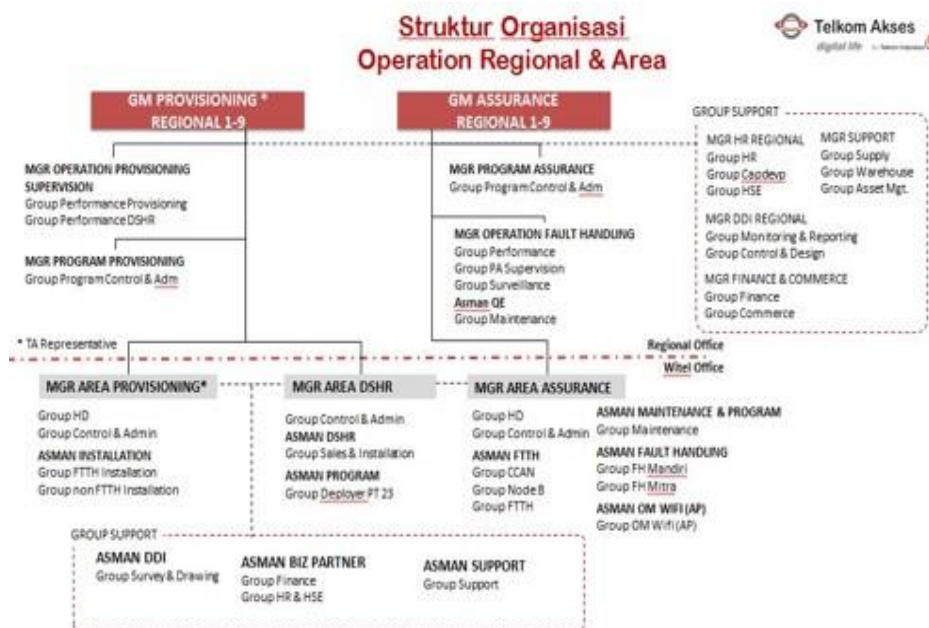 Struktur Organisasi
Operation Regional & Area
Telkom Akses
digital life
GM PROVISIONING *
REGIONAL 1-9
GM ASSURANCE
REGIONAL 1-9
MGR OPERATION PROVISIONING
SUPERVISION
Group Performance Provisioning
Group Performance DSHR
MGR PROGRAM PROVISIONING
Group Program Control & Adm
MGR PROGRAM ASSURANCE
Group Program Control & Adm
MGR OPERATION FAULT HANDLING
Group Performance
Group PA Supervision
Group Surveillance
Asman QE
Group Maintenance
GROUP SUPPORT
MGR HR REGIONAL
Group HR
Group Capdevp
Group HSE
MGR SUPPORT
Group Supply
Group Warehouse
Group Asset Mgt.
MGR DDI REGIONAL
Group Monitoring & Reporting
Group Control & Design
MGR FINANCE & COMMERCE
Group Finance
Group Commerce
* TA Representative
Regional Office
Witel Office
MGR AREA PROVISIONING*
Group HD
Group Control & Admin
ASMAN INSTALLATION
Group FTTH Installation
Group non FTTH Installation
MGR AREA DSHR
Group Control & Admin
ASMAN DSHR
Group Sales & Installation
ASMAN PROGRAM
Group Deployer PT 23
MGR AREA ASSURANCE
Group HD
Group Control & Admin
ASMAN FTTH
Group CCAN
Group Node B
Group FTTH
ASMAN MAINTENANCE & PROGRAM
Group Maintenance
ASMAN FAULT HANDLING
Group FH Mandiri
Group FH Mitra
ASMAN OM WIFI (AP)
Group OM Wifi (AP)
GROUP SUPPORT
ASMAN DDI
Group Survey & Drawing
ASMAN BIZ PARTNER
Group Finance
Group HR & HSE
ASMAN SUPPORT
Group Support